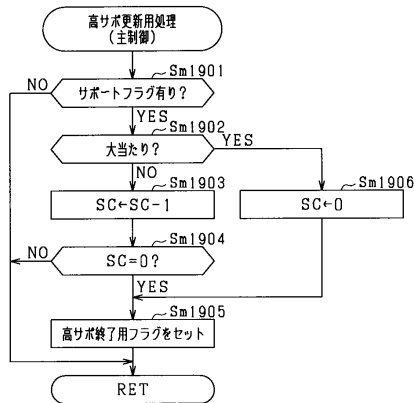 高サポ更新用処理
(主制御)
Sm1901
NO
サポートフラグ有り?
YES
Sm1902
大当たり?
YES
NO
Sm1903
SC←SC-1
Sm1906
SC←0
Sm1904
NO
SC=0?
YES
Sm1905
高サポ終了用フラグをセット
RET